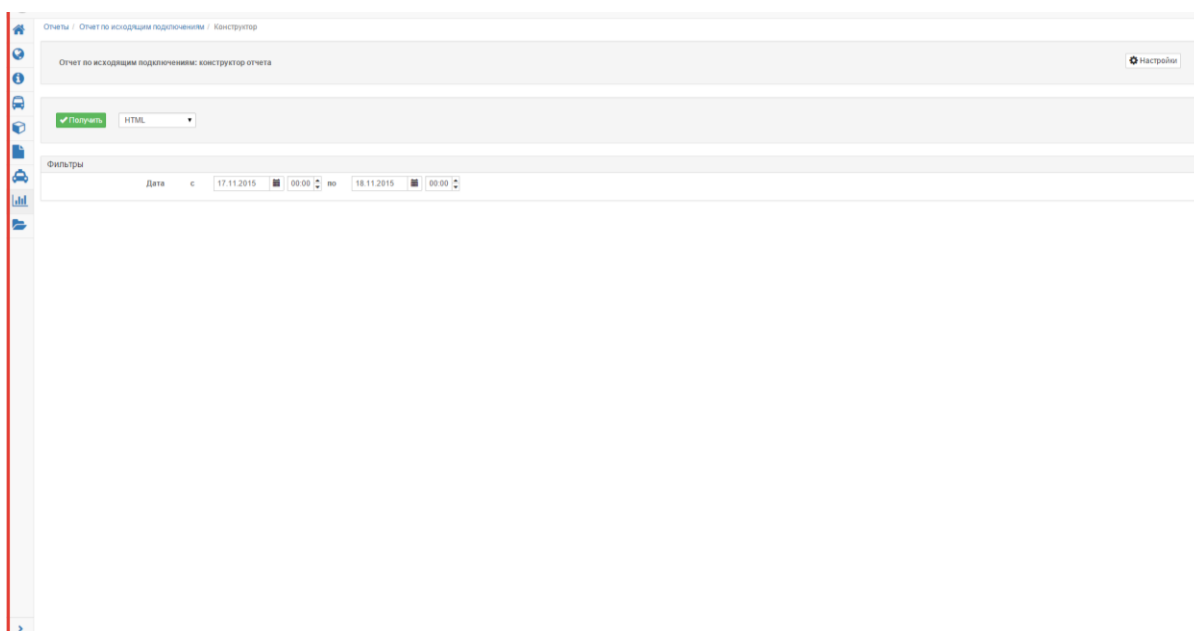 Отчеты / Отчет по исходящим подключениям / Конструктор
Отчет по исходящим подключениям: конструктор отчета
Настройки
Получить HTML
Фильтры
Дата с 17.11.2015 00:00 по 18.11.2015 00:00